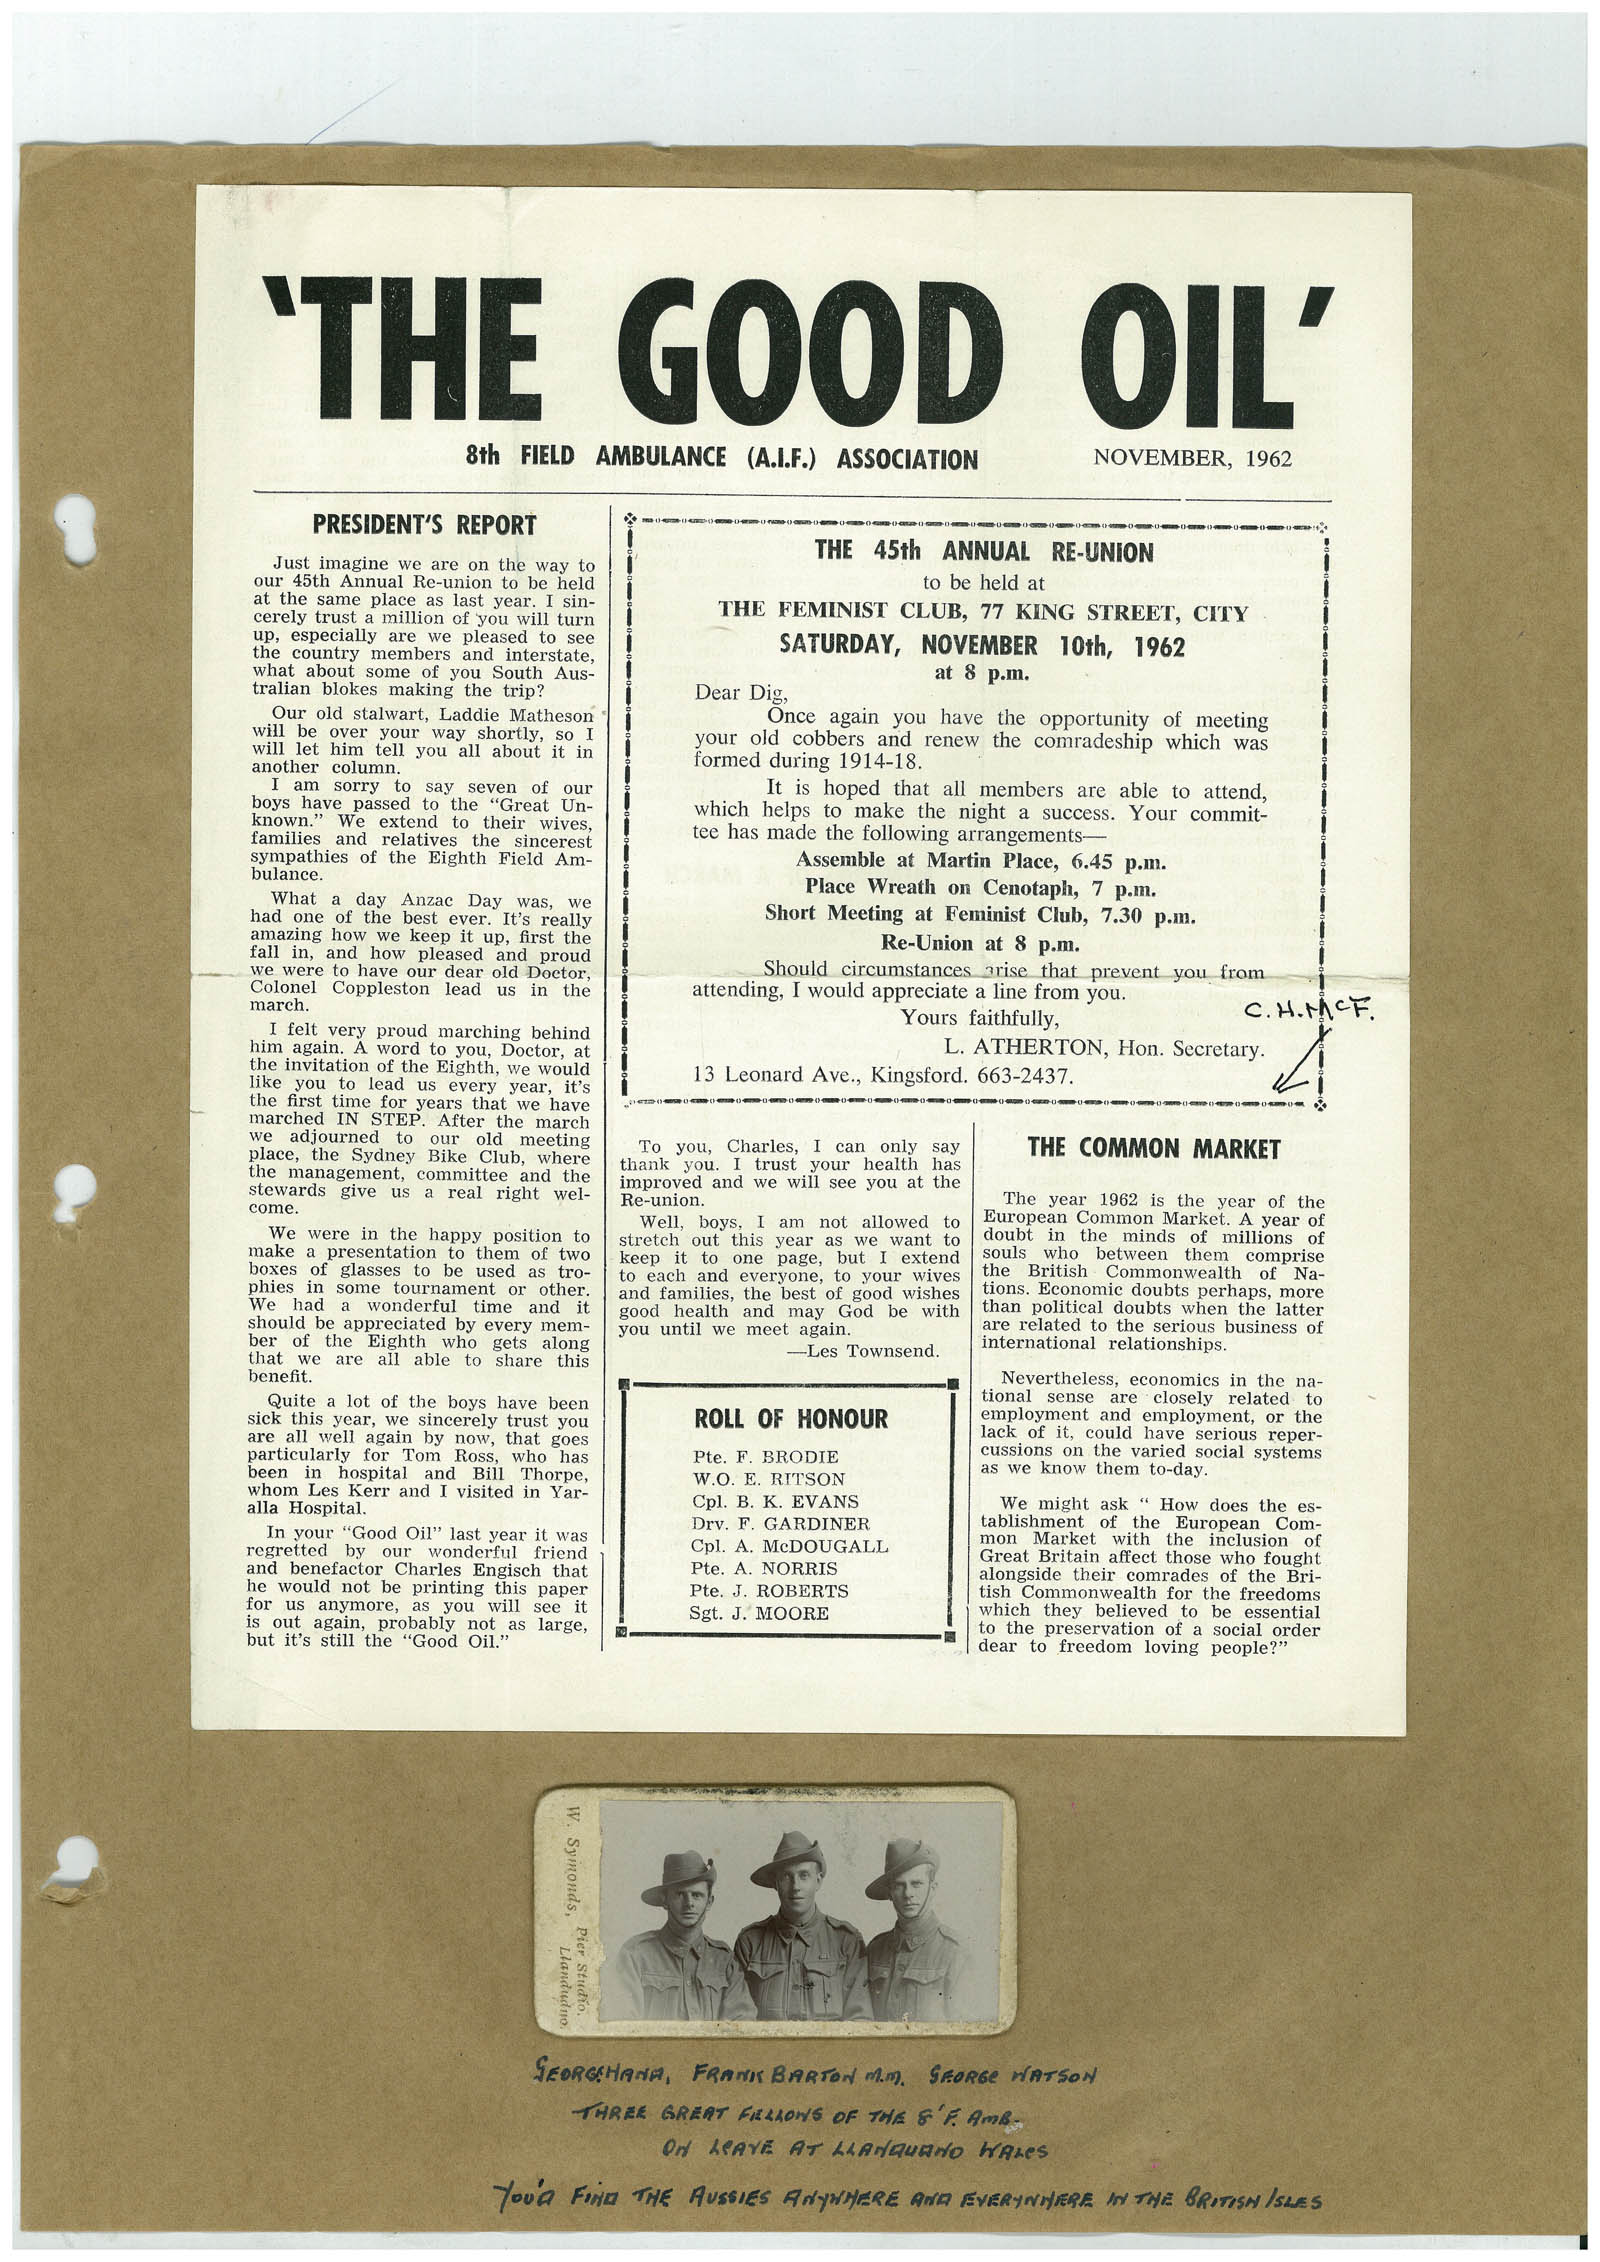 'THE GOOD OIL'
8th FIELD AMBULANCE (A.I.F.) ASSOCIATION
NOVEMBER, 1962
PRESIDENT'S REPORT
Just imagine we are on the way to
our 45th Annual Re-union to be held
at the same place as last year. I sin-
cerely trust a million of you will turn
up, especially are we pleased to see
the country members and interstate,
what about some of you South Aus-
tralian blokes making the trip?
Our old stalwart, Laddie Matheson
will be over your way shortly, so I
will let him tell you all about it in
another column.
I am sorry to say seven of our
boys have passed to the "Great Un-
known." We extend to their wives,
families and relatives the sincerest
sympathies of the Eighth Field Am-
bulance.
What a day Anzac Day was, we
had one of the best ever. It's really
amazing how we keep it up, first the
fall in, and how pleased and proud
we were to have our dear old Doctor,
Colonel Coppleston lead us in the
march.
I felt very proud marching behind
him again. A word to you, Doctor, at
the invitation of the Eighth, we would
like you to lead us every year, it's
the first time for years that we have
marched IN STEP. After the march
we adjourned to our old meeting
place, the Sydney Bike Club, where
the management, committee and the
stewards give us a real right wel-
come.
We were in the happy position to
make a presentation to them of two
boxes of glasses to be used as tro-
phies in some tournament or other.
We had a wonderful time and it
should be appreciated by every mem-
ber of the Eighth who gets along
that we are all able to share this
benefit.
Quite a lot of the boys have been
sick this year, we sincerely trust you
are all well again by now, that goes
particularly for Tom Ross, who has
been in hospital and Bill Thorpe,
whom Les Kerr and I visited in Yar-
alla Hospital.
In your "Good Oil" last year it was
regretted by our wonderful friend
and benefactor Charles Engisch that
he would not be printing this paper
for us anymore, as you will see it
is out again, probably not as large,
but it's still the "Good Oil."
THE 45th ANNUAL RE-UNION
to be held at
THE FEMINIST CLUB, 77 KING STREET, CITY
SATURDAY, NOVEMBER 10th, 1962
at 8 p.m.
Dear Dig,
Once again you have the opportunity of meeting
your old cobbers and renew the comradeship which was
formed during 1914-18.
It is hoped that all members are able to attend,
which helps to make the night a success. Your commit-
tee has made the following arrangements—
Assemble at Martin Place, 6.45 p.m.
Place Wreath on Cenotaph, 7 p.m.
Short Meeting at Feminist Club, 7.30 p.m.
Re-Union at 8 p.m.
Should circumstances arise that prevent you from
attending, I would appreciate a line from you.
Yours faithfully,
L. ATHERTON, Hon. Secretary.
13 Leonard Ave., Kingsford. 663-2437.
C. H. McF.
To you, Charles, I can only say
thank you. I trust your health has
improved and we will see you at the
Re-union.
Well, boys, I am not allowed to
stretch out this year as we want to
keep it to one page, but I extend
to each and everyone, to your wives
and families, the best of good wishes
good health and may God be with
you until we meet again.
—Les Townsend.
ROLL OF HONOUR
Pte. F. BRODIE
W.O. E. RITSON
Cpl. B. K. EVANS
Drv. F. GARDINER
Cpl. A. McDOUGALL
Pte. A. NORRIS
Pte. J. ROBERTS
Sgt. J. MOORE
THE COMMON MARKET
The year 1962 is the year of the
European Common Market. A year of
doubt in the minds of millions of
souls who between them comprise
the British Commonwealth of Na-
tions. Economic doubts perhaps, more
than political doubts when the latter
are related to the serious business of
international relationships.
Nevertheless, economics in the na-
tional sense are closely related to
employment and employment, or the
lack of it, could have serious reper-
cussions on the varied social systems
as we know them to-day.
We might ask " How does the es-
tablishment of the European Com-
mon Market with the inclusion of
Great Britain affect those who fought
alongside their comrades of the Bri-
tish Commonwealth for the freedoms
which they believed to be essential
to the preservation of a social order
dear to freedom loving people?"
W. Symonds, Pier Studio,
Llandudno.
GEORGE HAND, FRANK BARTON M.M. GEORGE WATSON
THREE GREAT FELLOWS OF THE 8' F. AMB-
ON LEAVE AT LLANDUDNO WALES
YOU'D FIND THE AUSSIES ANYWHERE AND EVERYWHERE IN THE BRITISH ISLES